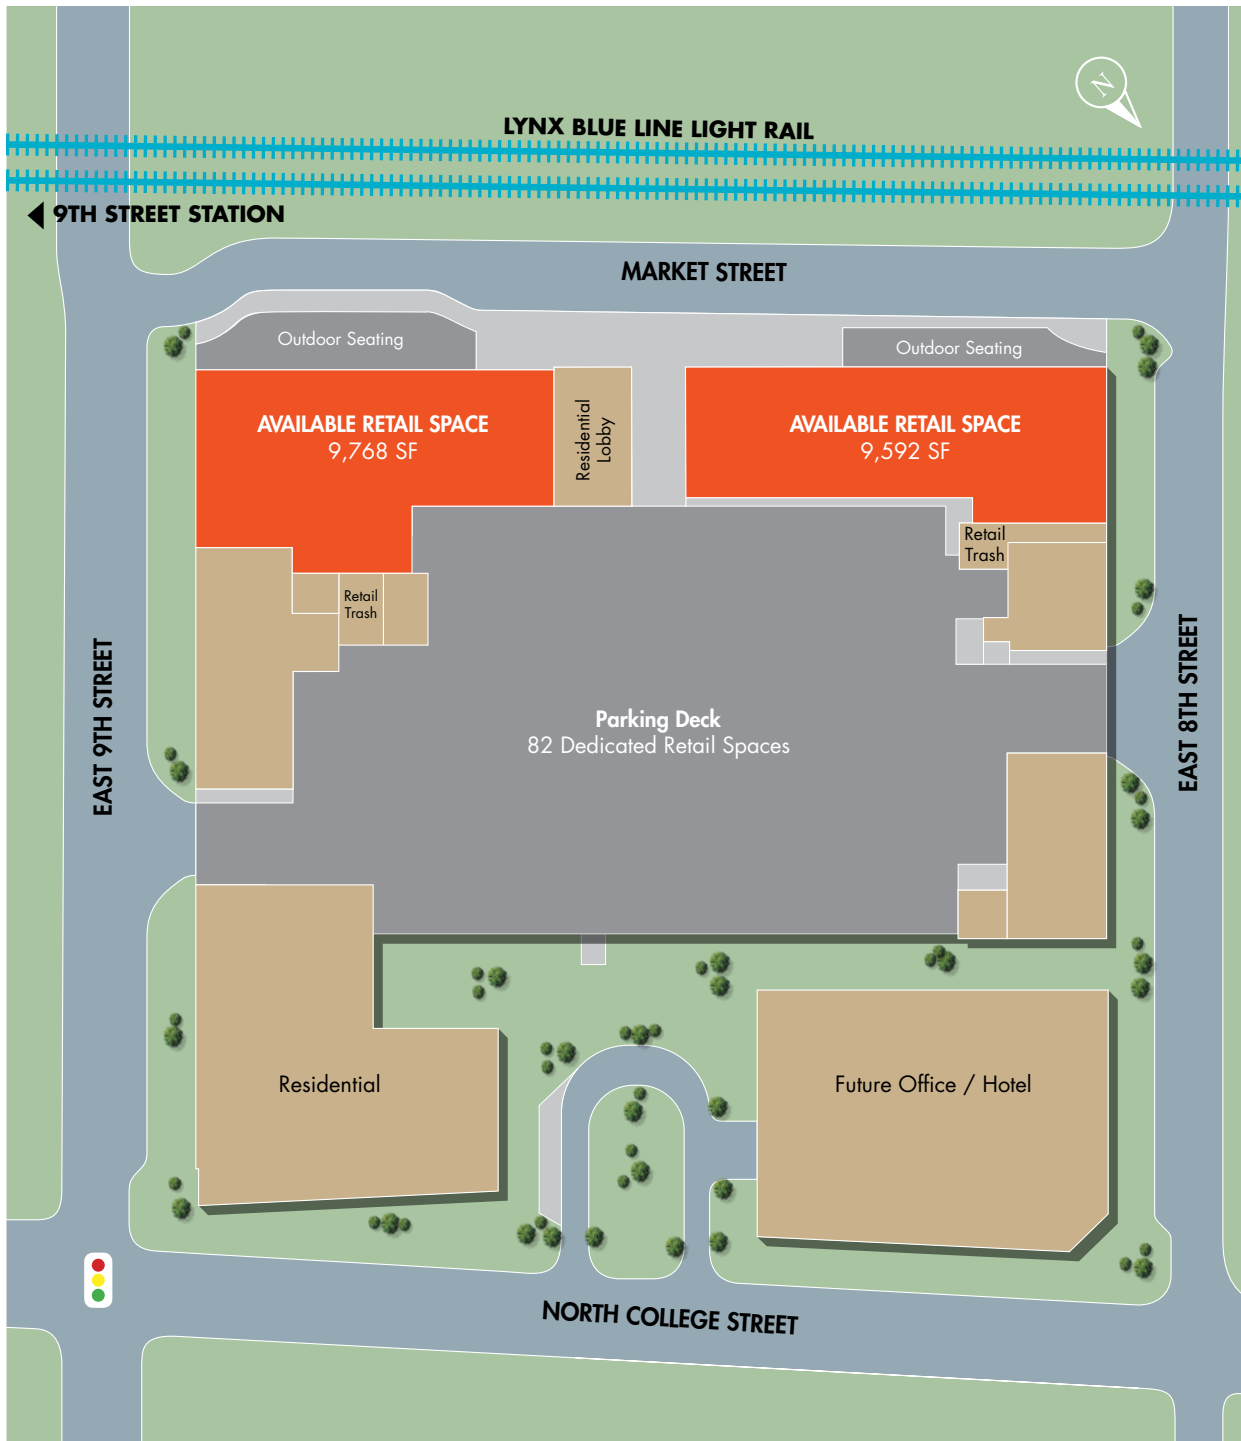 N
LYNX BLUE LINE LIGHT RAIL
9TH STREET STATION
MARKET STREET
Outdoor Seating
Outdoor Seating
AVAILABLE RETAIL SPACE
9,768 SF
Residential
Lobby
AVAILABLE RETAIL SPACE
9,592 SF
Retail
Trash
Retail
Trash
EAST 9TH STREET
EAST 8TH STREET
Parking Deck
82 Dedicated Retail Spaces
Residential
Future Office / Hotel
NORTH COLLEGE STREET